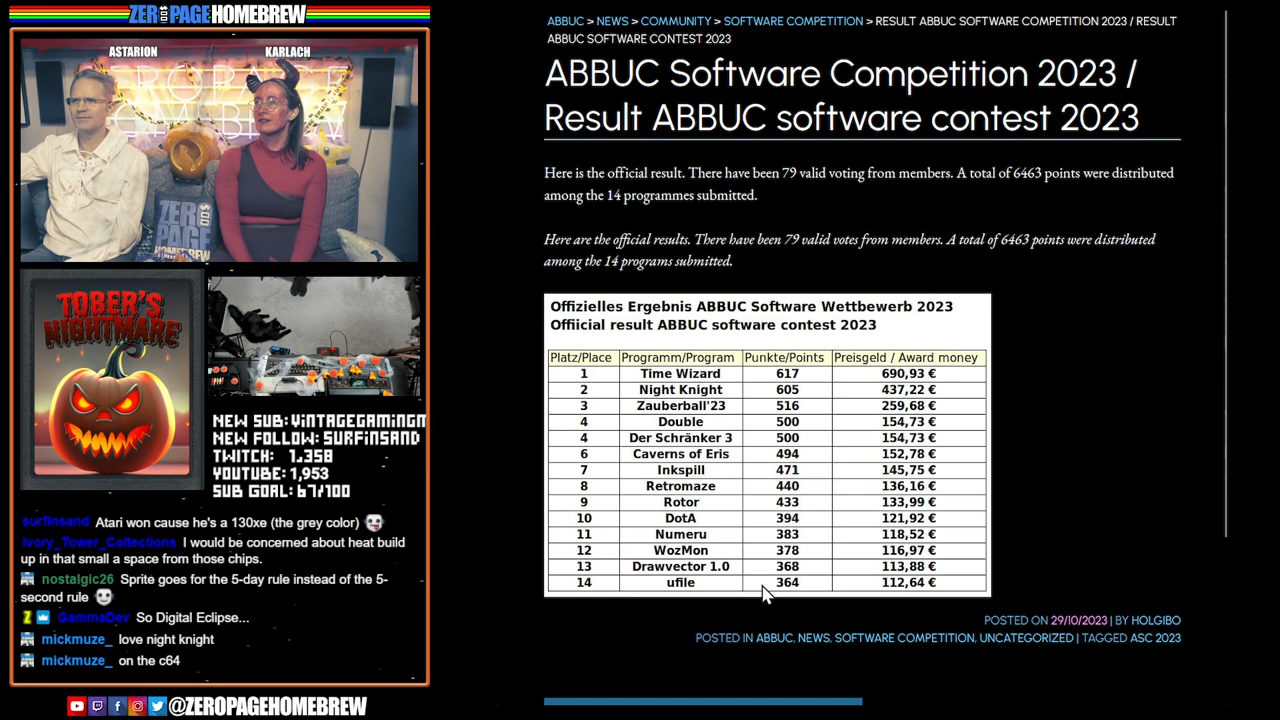 ZER00$PAGEHOMEBREW
ASTARION
KARLACH
ZERO
00$
PAGE
HOMEBREW
TOBER'S
NIGHTMARE
NEW SUB: VINTAGEGAMINGM
NEW FOLLOW: SURFINSAND
TWITCH: 1,358
YOUTUBE: 1,953
SUB GOAL: 67/100
surfinsand Atari won cause he's a 130xe (the grey color)
Ivory_Tower_Collections I would be concerned about heat build
up in that small a space from those chips.
nostalgic26 Sprite goes for the 5-day rule instead of the 5-
second rule
GammaDev So Digital Eclipse...
mickmuze_ love night knight
mickmuze_ on the c64
@ZEROPAGEHOMEBREW
ABBUC > NEWS > COMMUNITY > SOFTWARE COMPETITION > RESULT ABBUC SOFTWARE COMPETITION 2023 / RESULT
ABBUC SOFTWARE CONTEST 2023
ABBUC Software Competition 2023 /
Result ABBUC software contest 2023
Here is the official result. There have been 79 valid voting from members. A total of 6463 points were distributed
among the 14 programmes submitted.
Here are the official results. There have been 79 valid votes from members. A total of 6463 points were distributed
among the 14 programs submitted.
Offizielles Ergebnis ABBUC Software Wettbewerb 2023
Offiicial result ABBUC software contest 2023
Platz/Place Programm/Program Punkte/Points Preisgeld / Award money
1 Time Wizard 617 690,93 €
2 Night Knight 605 437,22 €
3 Zauberball'23 516 259,68 €
4 Double 500 154,73 €
4 Der Schränker 3 500 154,73 €
6 Caverns of Eris 494 152,78 €
7 Inkspill 471 145,75 €
8 Retromaze 440 136,16 €
9 Rotor 433 133,99 €
10 DotA 394 121,92 €
11 Numeru 383 118,52 €
12 WozMon 378 116,97 €
13 Drawvector 1.0 368 113,88 €
14 ufile 364 112,64 €
POSTED ON 29/10/2023 | BY HOLGIBO
POSTED IN ABBUC, NEWS, SOFTWARE COMPETITION, UNCATEGORIZED | TAGGED ASC 2023